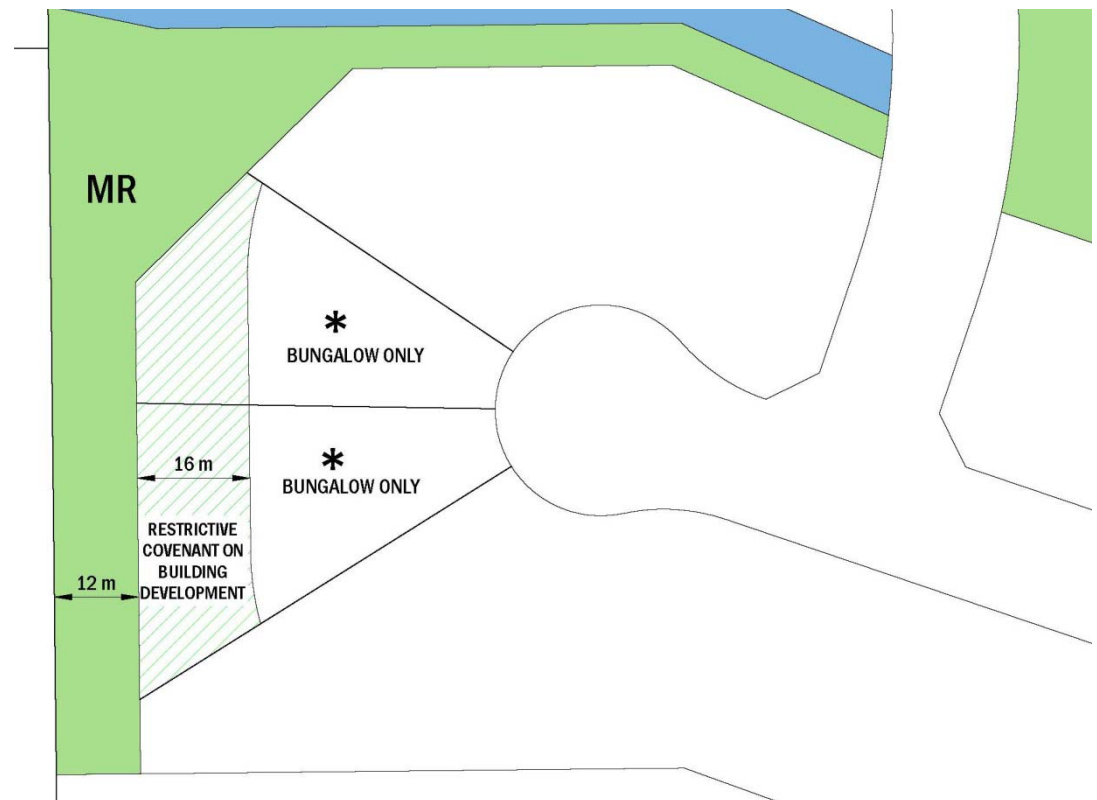 MR
*
BUNGALOW ONLY
*
BUNGALOW ONLY
16 m
RESTRICTIVE
COVENANT ON
BUILDING
DEVELOPMENT
12 m